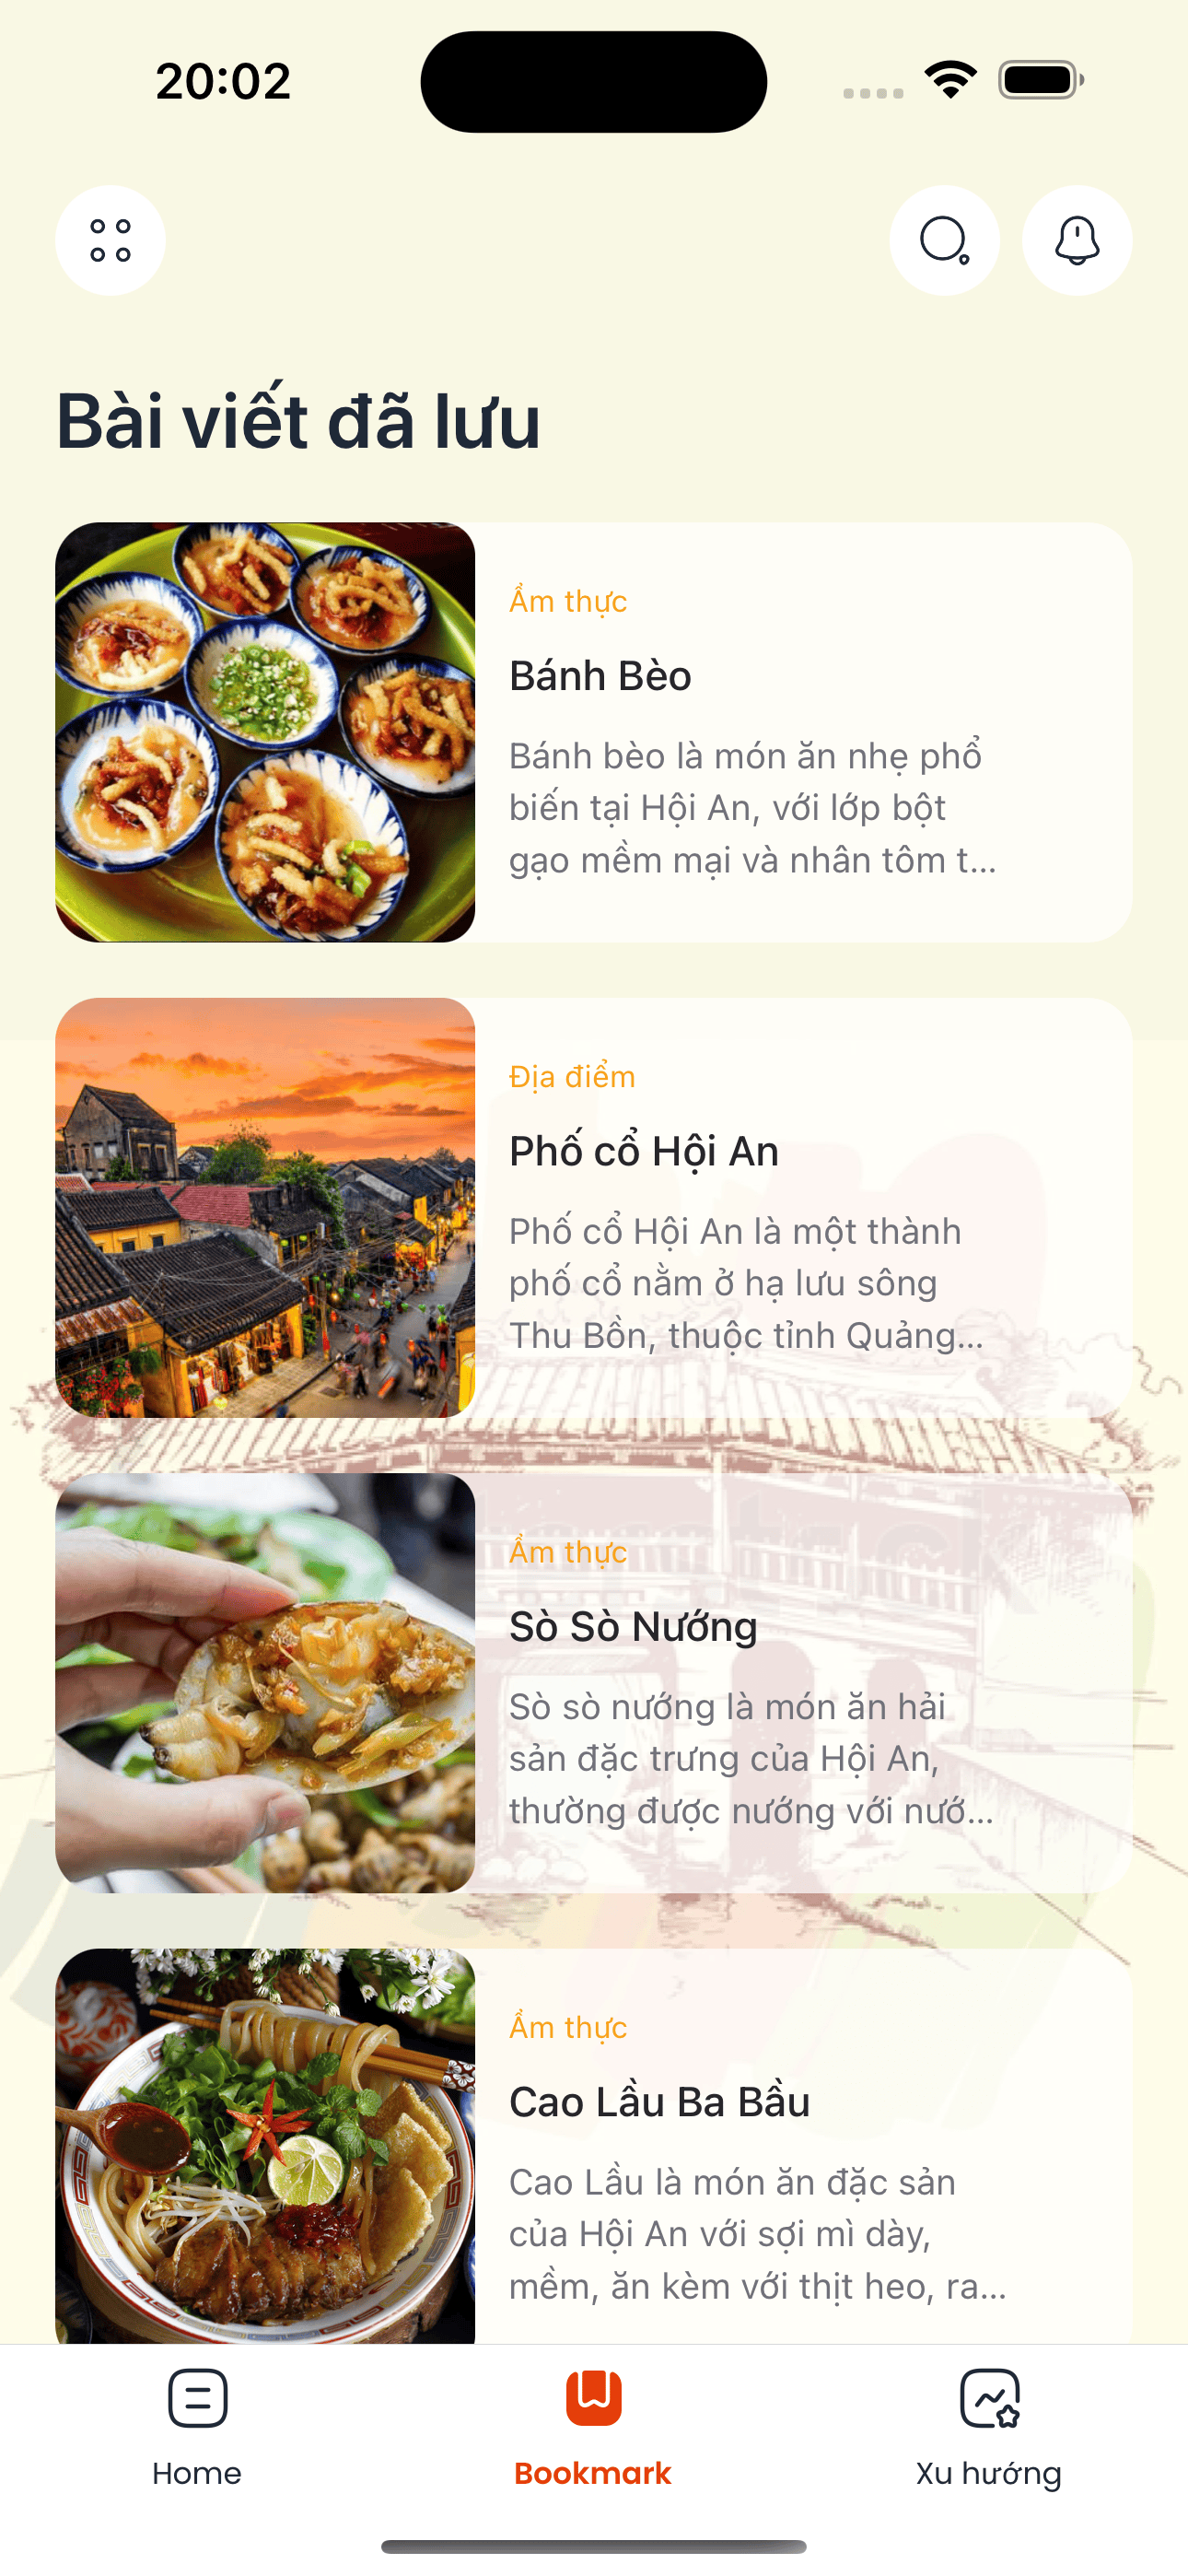 20:02
Bài viết đã lưu
Ẩm thực
Bánh Bèo
Bánh bèo là món ăn nhẹ phổ
biến tại Hội An, với lớp bột
gạo mềm mại và nhân tôm t...
Địa điểm
Phố cổ Hội An
Phố cổ Hội An là một thành
phố cổ nằm ở hạ lưu sông
Thu Bồn, thuộc tỉnh Quảng...
Ẩm thực
Sò Sò Nướng
Sò sò nướng là món ăn hải
sản đặc trưng của Hội An,
thường được nướng với nướ...
Ẩm thực
Cao Lầu Ba Bầu
Cao Lầu là món ăn đặc sản
của Hội An với sợi mì dày,
mềm, ăn kèm với thịt heo, ra...
Home
Bookmark
Xu hướng